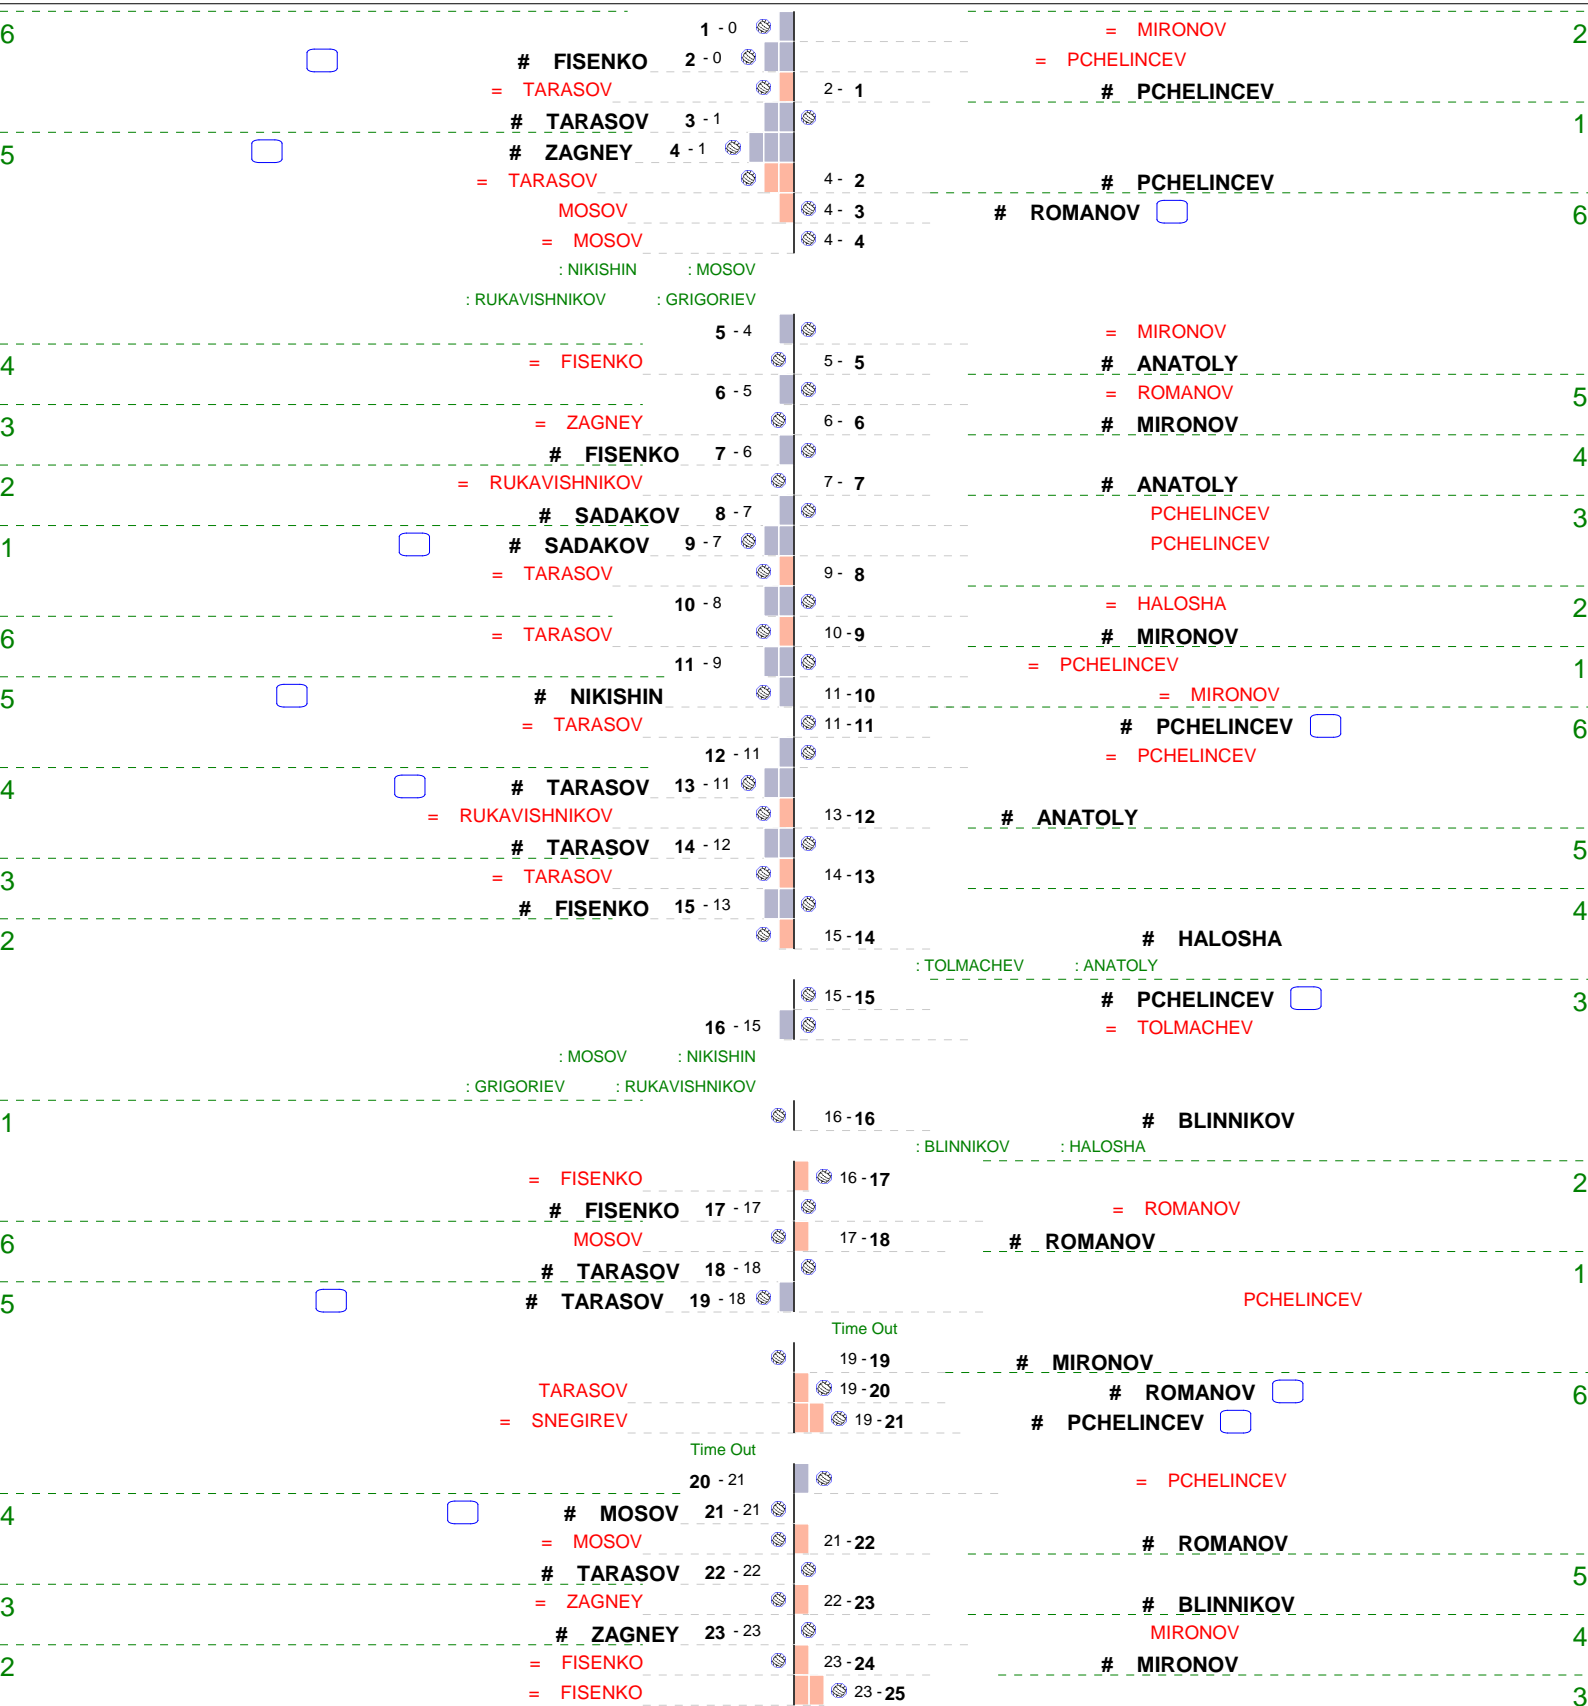 6 1 - 0 = MIRONOV 2
# FISENKO 2 - 0 = PCHELINCEV
= TARASOV 2 - 1 # PCHELINCEV
# TARASOV 3 - 1 1
5 # ZAGNEY 4 - 1
= TARASOV 4 - 2 # PCHELINCEV
MOSOV 4 - 3 # ROMANOV 6
= MOSOV 4 - 4
: NIKISHIN : MOSOV
: RUKAVISHNIKOV : GRIGORIEV
5 - 4 = MIRONOV
4 = FISENKO 5 - 5 # ANATOLY
6 - 5 = ROMANOV 5
3 = ZAGNEY 6 - 6 # MIRONOV
# FISENKO 7 - 6 4
2 = RUKAVISHNIKOV 7 - 7 # ANATOLY
# SADAKOV 8 - 7 PCHELINCEV 3
1 # SADAKOV 9 - 7 PCHELINCEV
= TARASOV 9 - 8
10 - 8 = HALOSHA 2
6 = TARASOV 10 - 9 # MIRONOV
11 - 9 = PCHELINCEV 1
5 # NIKISHIN 11 - 10 = MIRONOV
= TARASOV 11 - 11 # PCHELINCEV 6
12 - 11 = PCHELINCEV
4 # TARASOV 13 - 11
= RUKAVISHNIKOV 13 - 12 # ANATOLY
# TARASOV 14 - 12 5
3 = TARASOV 14 - 13
# FISENKO 15 - 13 4
2 15 - 14 # HALOSHA
: TOLMACHEV : ANATOLY
15 - 15 # PCHELINCEV 3
16 - 15 = TOLMACHEV
: MOSOV : NIKISHIN
: GRIGORIEV : RUKAVISHNIKOV
1 16 - 16 # BLINNIKOV
: BLINNIKOV : HALOSHA
= FISENKO 16 - 17 2
# FISENKO 17 - 17 = ROMANOV
6 MOSOV 17 - 18 # ROMANOV
# TARASOV 18 - 18 1
5 # TARASOV 19 - 18 PCHELINCEV
Time Out
19 - 19 # MIRONOV
TARASOV 19 - 20 # ROMANOV 6
= SNEGIREV 19 - 21 # PCHELINCEV
Time Out
20 - 21 = PCHELINCEV
4 # MOSOV 21 - 21
= MOSOV 21 - 22 # ROMANOV
# TARASOV 22 - 22 5
3 = ZAGNEY 22 - 23 # BLINNIKOV
# ZAGNEY 23 - 23 MIRONOV 4
2 = FISENKO 23 - 24 # MIRONOV
= FISENKO 23 - 25 3